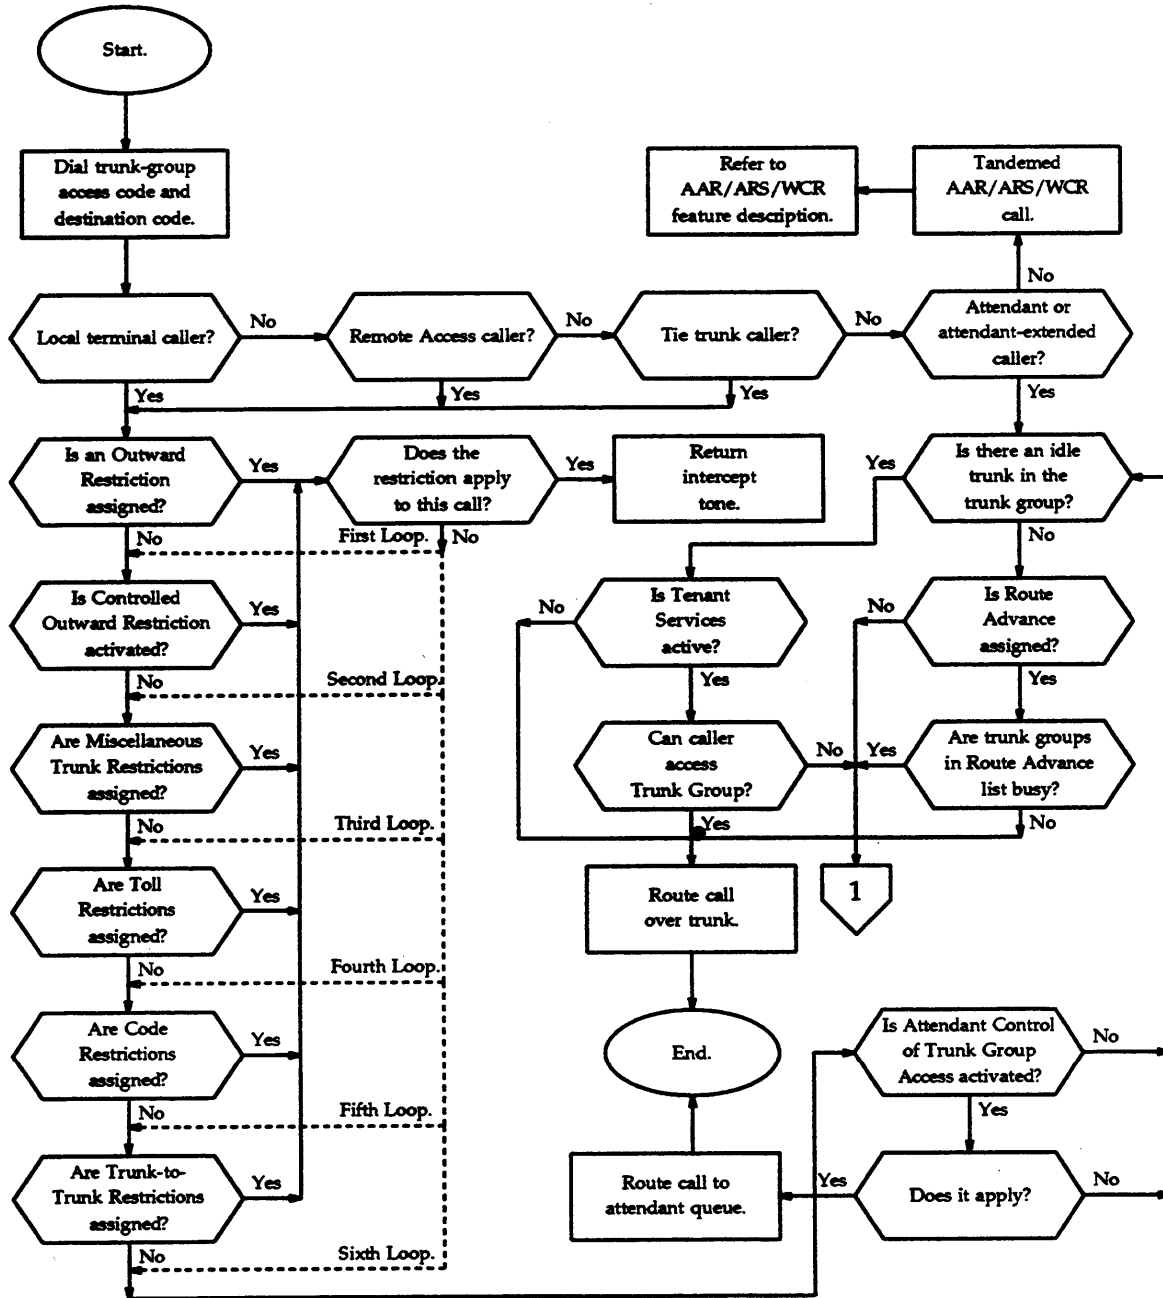 Start.
Dial trunk-group
access code and
destination code.
Refer to
AAR/ARS/WCR
feature description.
Tandemed
AAR/ARS/WCR
call.
No
Local terminal caller?
No
Remote Access caller?
No
Tie trunk caller?
No
Attendant or
attendant-extended
caller?
Yes
Yes
Yes
Yes
Is an Outward
Restriction
assigned?
Yes
Does the
restriction apply
to this call?
Yes
Return
intercept
tone.
Yes
Is there an idle
trunk in the
trunk group?
No
First Loop.
No
No
Is Controlled
Outward Restriction
activated?
Yes
No
Is Tenant
Services
active?
No
Is Route
Advance
assigned?
No
Second Loop.
Yes
Yes
Are Miscellaneous
Trunk Restrictions
assigned?
Yes
Can caller
access
Trunk Group?
No
Yes
Are trunk groups
in Route Advance
list busy?
No
Third Loop.
Yes
No
Are Toll
Restrictions
assigned?
Yes
Route call
over trunk.
1
No
Fourth Loop.
Are Code
Restrictions
assigned?
Yes
End.
Is Attendant Control
of Trunk Group
Access activated?
No
No
Fifth Loop.
Yes
Are Trunk-to-
Trunk Restrictions
assigned?
Yes
Route call to
attendant queue.
Yes
Does it apply?
No
No
Sixth Loop.